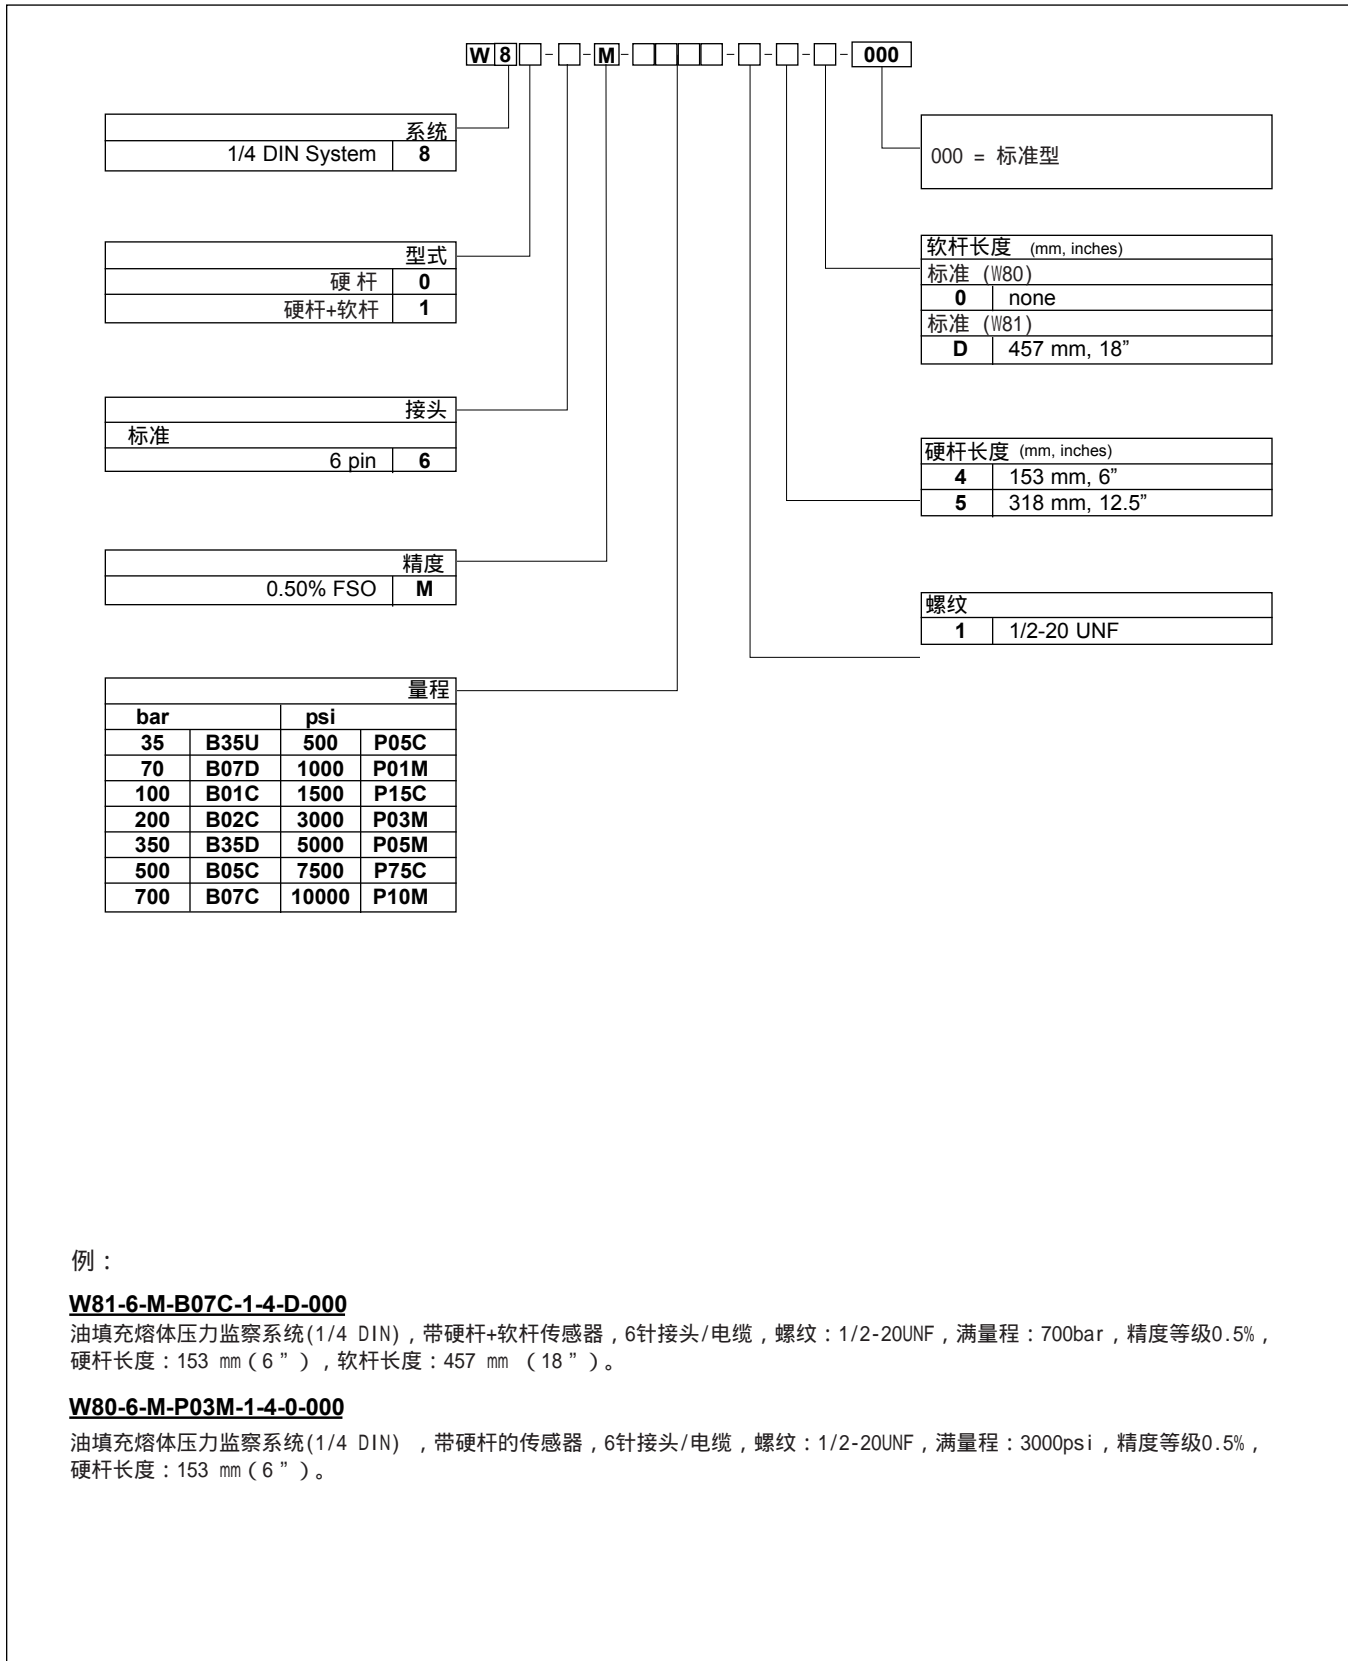 W 8 - - M - - - - - 000
系统
1/4 DIN System 8
型式
硬 杆 0
硬杆+软杆 1
接头
标准
6 pin 6
精度
0.50% FSO M
量程
bar psi
35 B35U 500 P05C
70 B07D 1000 P01M
100 B01C 1500 P15C
200 B02C 3000 P03M
350 B35D 5000 P05M
500 B05C 7500 P75C
700 B07C 10000 P10M
000 = 标准型
软杆长度 (mm, inches)
标准 (W80)
0 none
标准 (W81)
D 457 mm, 18”
硬杆长度 (mm, inches)
4 153 mm, 6”
5 318 mm, 12.5”
螺纹
1 1/2-20 UNF
例：
W81-6-M-B07C-1-4-D-000
油填充熔体压力监察系统(1/4 DIN)，带硬杆+软杆传感器，6针接头/电缆，螺纹：1/2-20UNF，满量程：700bar，精度等级0.5%，
硬杆长度：153 mm（6 ”），软杆长度：457 mm （18 ”）。
W80-6-M-P03M-1-4-0-000
油填充熔体压力监察系统(1/4 DIN) ，带硬杆的传感器，6针接头/电缆，螺纹：1/2-20UNF，满量程：3000psi，精度等级0.5%，
硬杆长度：153 mm（6 ”）。